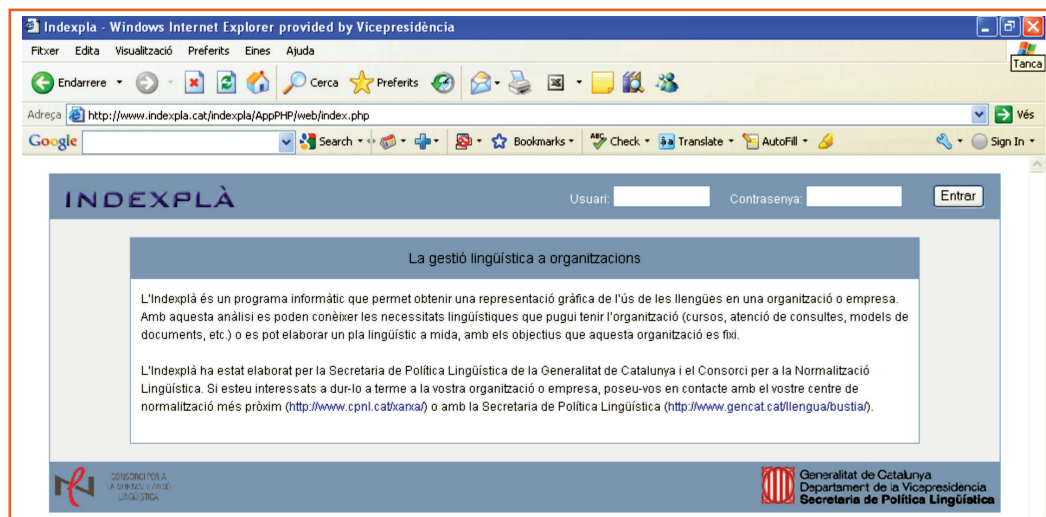 Indexpla - Windows Internet Explorer provided by Vicepresidència
Fitxer Edita Visualització Preferits Eines Ajuda
Tanca
Endarrere Cerca Preferits
Adreça http://www.indexpla.cat/indexpla/AppPHP/web/index.php Vés
Google Search Bookmarks Check Translate AutoFill Sign In
INDEXPLÀ Usuari: Contrasenya: Entrar
La gestió lingüística a organitzacions
L'Indexplà és un programa informàtic que permet obtenir una representació gràfica de l'ús de les llengües en una organització o empresa.
Amb aquesta anàlisi es poden conèixer les necessitats lingüístiques que pugui tenir l'organització (cursos, atenció de consultes, models de
documents, etc.) o es pot elaborar un pla lingüístic a mida, amb els objectius que aquesta organització es fixi.
L'Indexplà ha estat elaborat per la Secretaria de Política Lingüística de la Generalitat de Catalunya i el Consorci per a la Normalització
Lingüística. Si esteu interessats a dur-lo a terme a la vostra organització o empresa, poseu-vos en contacte amb el vostre centre de
normalització més pròxim (http://www.cpnl.cat/xarxa/) o amb la Secretaria de Política Lingüística (http://www.gencat.cat/llengua/bustia/).
CONSORCI PER A
LA NORMALITZACIÓ
LINGÜÍSTICA
Generalitat de Catalunya
Departament de la Vicepresidència
Secretaria de Política Lingüística